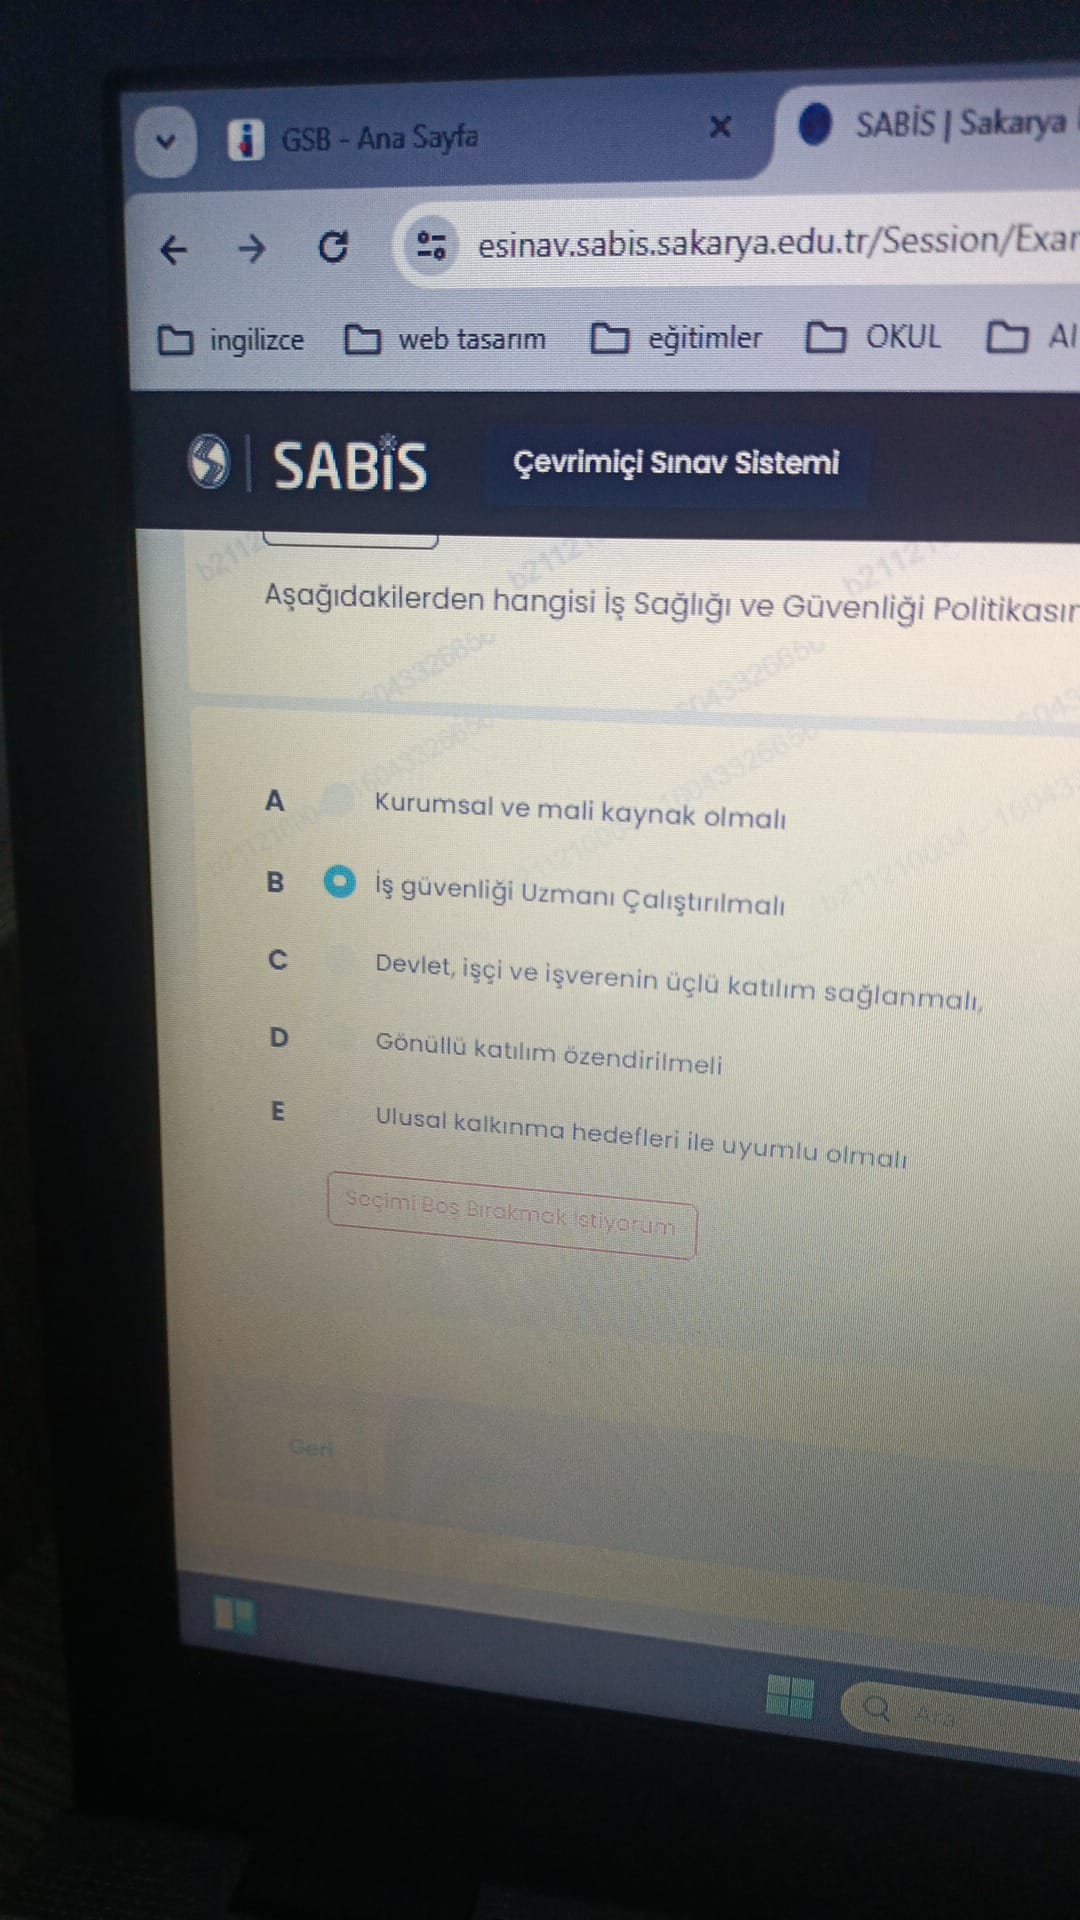 GSB - Ana Sayfa
SABİS | Sakarya
esinav.sabis.sakarya.edu.tr/Session/Exar
ingilizce
web tasarım
eğitimler
OKUL
Al
SABİS
Çevrimiçi Sınav Sistemi
Aşağıdakilerden hangisi İş Sağlığı ve Güvenliği Politikasın
A Kurumsal ve mali kaynak olmalı
B İş güvenliği Uzmanı Çalıştırılmalı
C Devlet, işçi ve işverenin üçlü katılım sağlanmalı,
D Gönüllü katılım özendirilmeli
E Ulusal kalkınma hedefleri ile uyumlu olmalı
Seçimi Boş Bırakmak İstiyorum
Geri
Ara